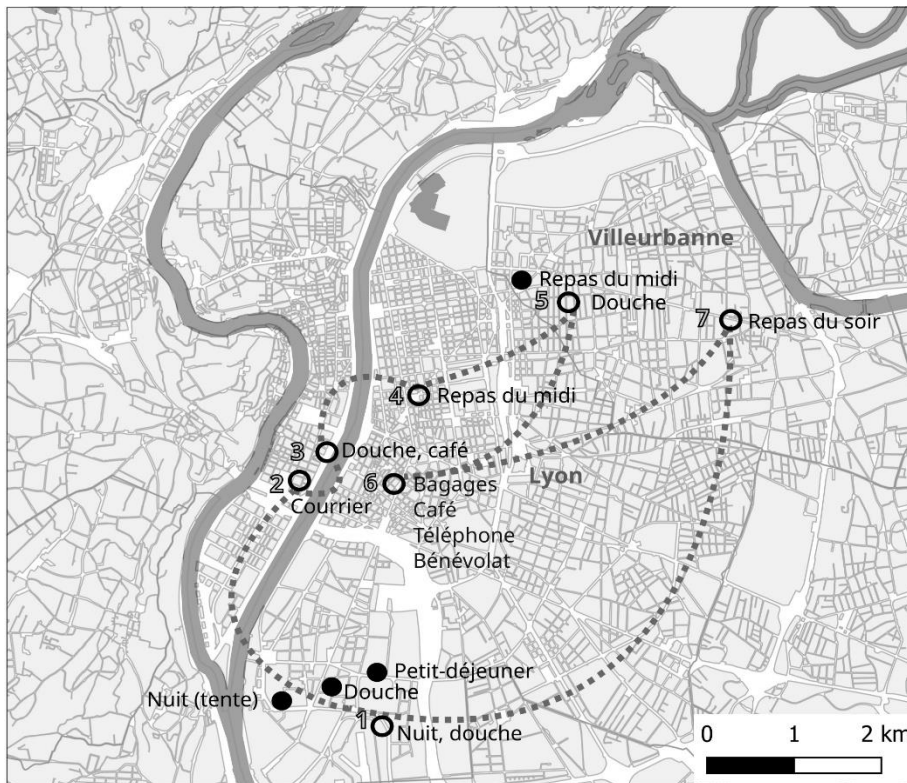 Villeurbanne
Repas du midi
5 Douche
7 Repas du soir
4 Repas du midi
3 Douche, café
2
Courrier
6 Bagages
Café
Téléphone
Bénévolat
Lyon
Petit-déjeuner
Douche
Nuit (tente)
1 Nuit, douche
0 1 2 km